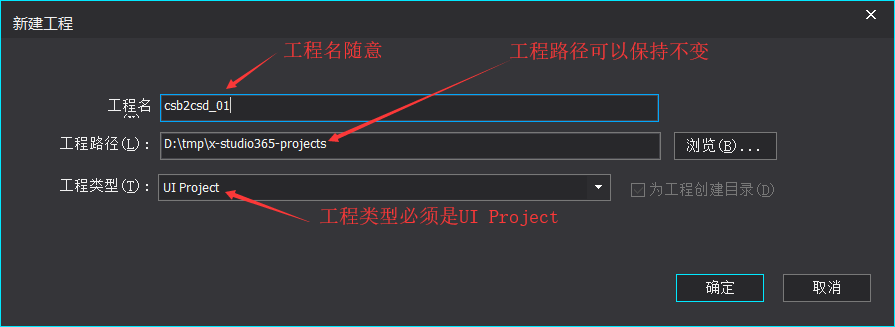 新建工程
工程名随意
工程路径可以保持不变
工程名
csb2csd_01
工程路径(L)：
D:\tmp\x-studio365-projects
浏览(B)...
工程类型(T)：
UI Project
为工程创建目录(D)
工程类型必须是UI Project
确定
取消